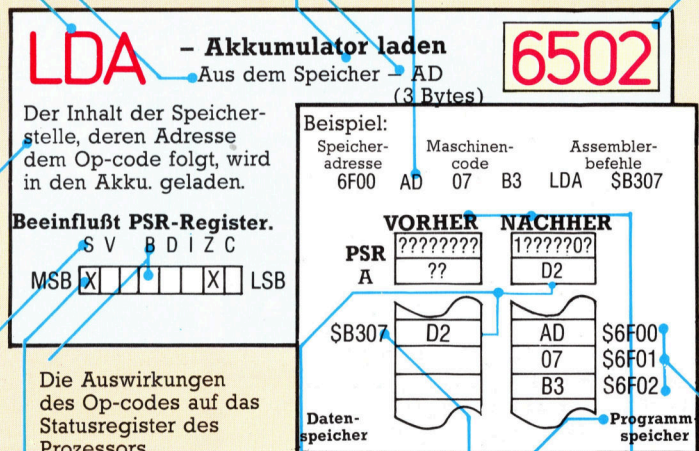 LDA
– Akkumulator laden
Aus dem Speicher – AD
(3 Bytes)
6502
Der Inhalt der Speicher-
stelle, deren Adresse
dem Op-code folgt, wird
in den Akku. geladen.
Beeinflußt PSR-Register.
S V B D I Z C
MSB X X LSB
Die Auswirkungen
des Op-codes auf das
Statusregister des
Prozessors
Beispiel:
Speicher-
adresse
Maschinen-
code
Assembler-
befehle
6F00 AD 07 B3 LDA $B307
VORHER NACHHER
PSR ???????? 1?????0?
A ?? D2
$B307 D2 AD $6F00
07 $6F01
B3 $6F02
Daten-
speicher
Programm-
speicher